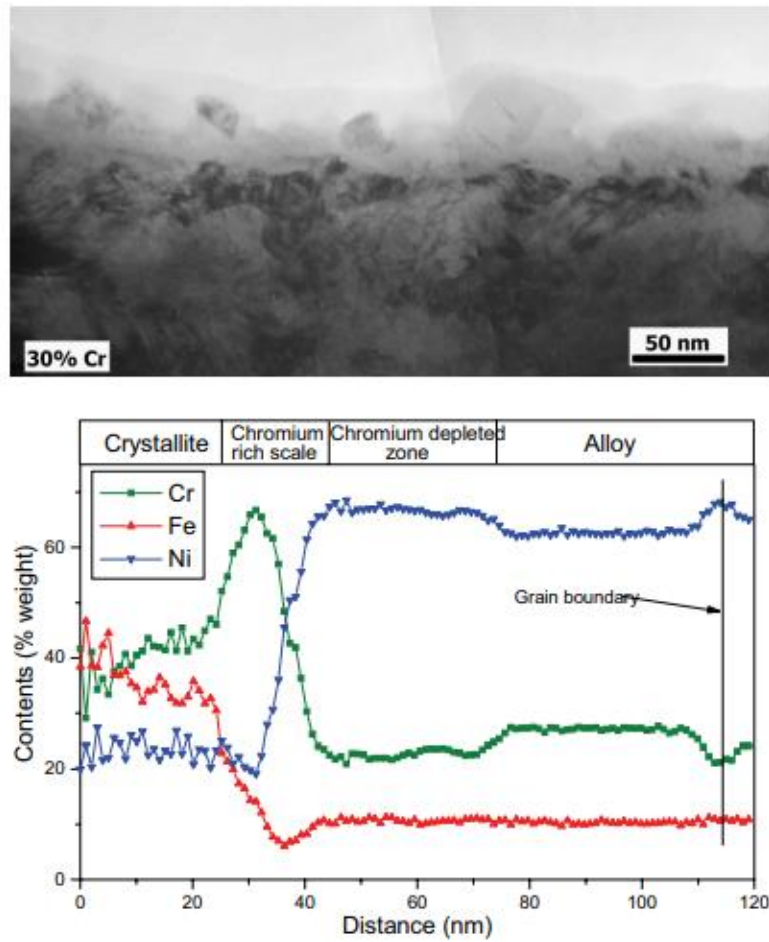 30% Cr
50 nm
Crystallite
Chromium
rich scale
Chromium depleted
zone
Alloy
Cr
Fe
Ni
Grain boundary
Contents (% weight)
60
40
20
0
0 20 40 60 80 100 120
Distance (nm)